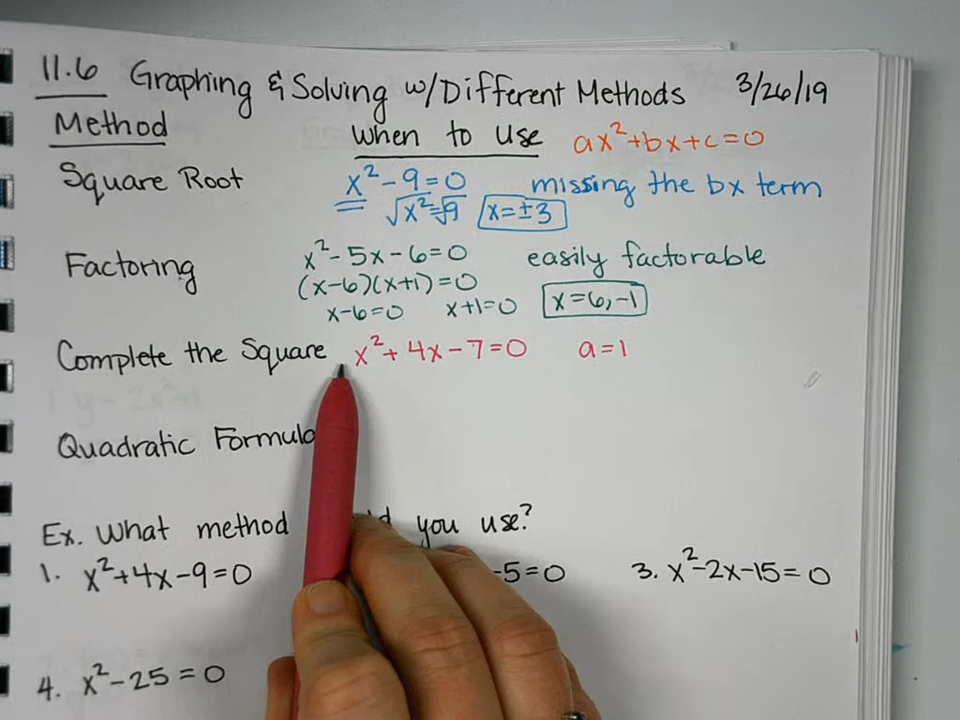 11.6 Graphing & Solving w/Different Methods 3/26/19
Method When to Use ax²+bx+c=0
Square Root x²-9=0 missing the bx term
√x²=√9 x=±3
Factoring x²-5x-6=0 easily factorable
(x-6)(x+1)=0
x-6=0 x+1=0 x=6,-1
Complete the Square x²+4x-7=0 a=1
Quadratic Formula
Ex. What method you use?
1. x²+4x-9=0 -5=0 3. x²-2x-15=0
4. x²-25=0